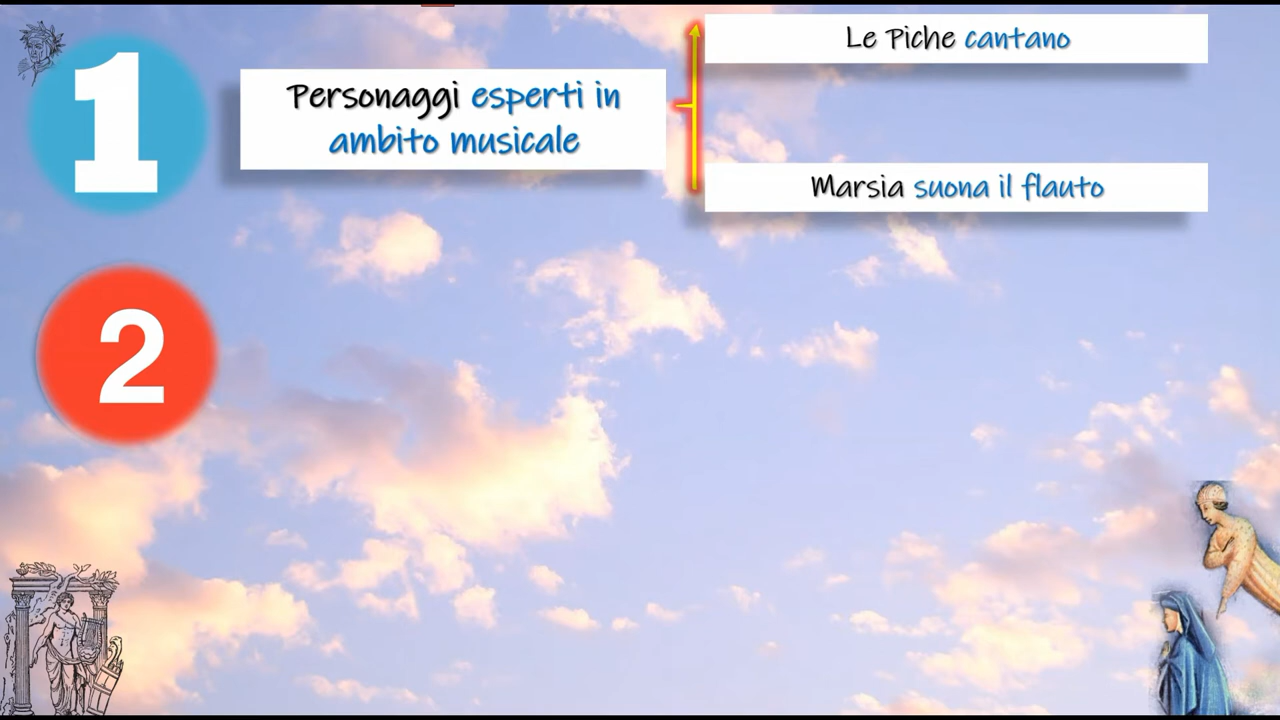 1
Personaggi esperti in
ambito musicale
Le Piche cantano
Marsia suona il flauto
2